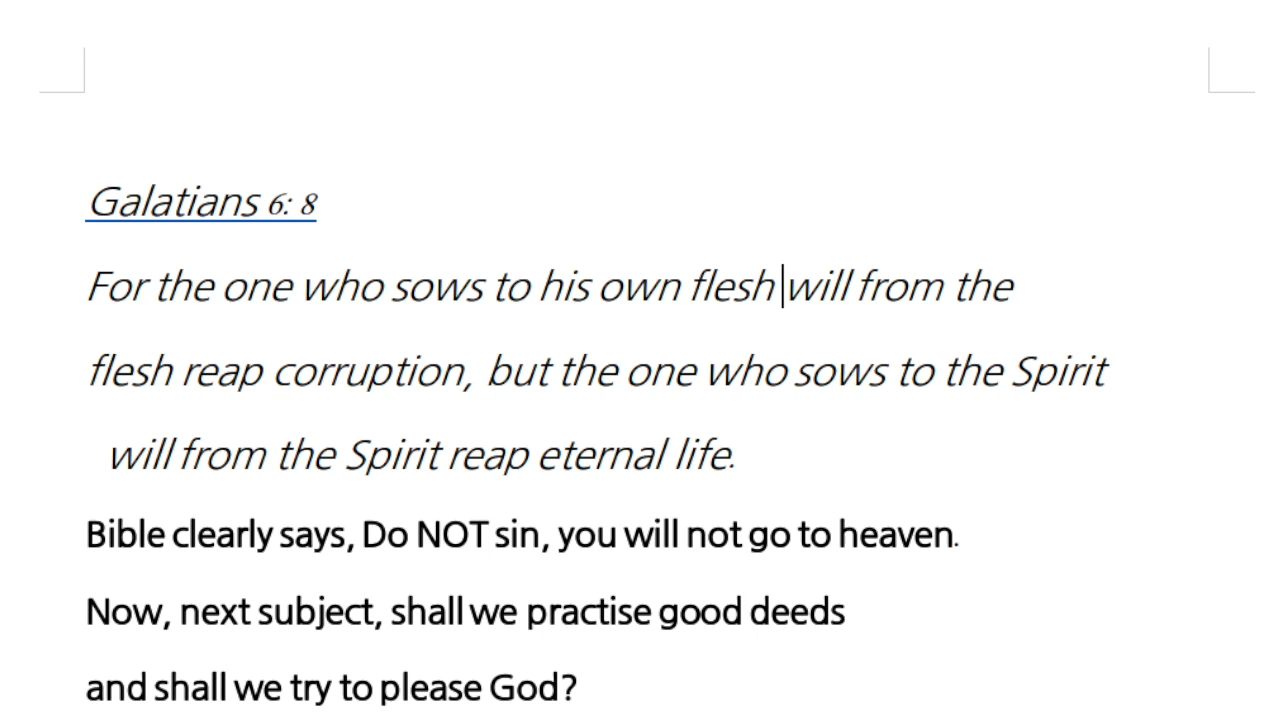 Galatians 6: 8
For the one who sows to his own flesh will from the
flesh reap corruption, but the one who sows to the Spirit
will from the Spirit reap eternal life.
Bible clearly says, Do NOT sin, you will not go to heaven.
Now, next subject, shall we practise good deeds
and shall we try to please God?